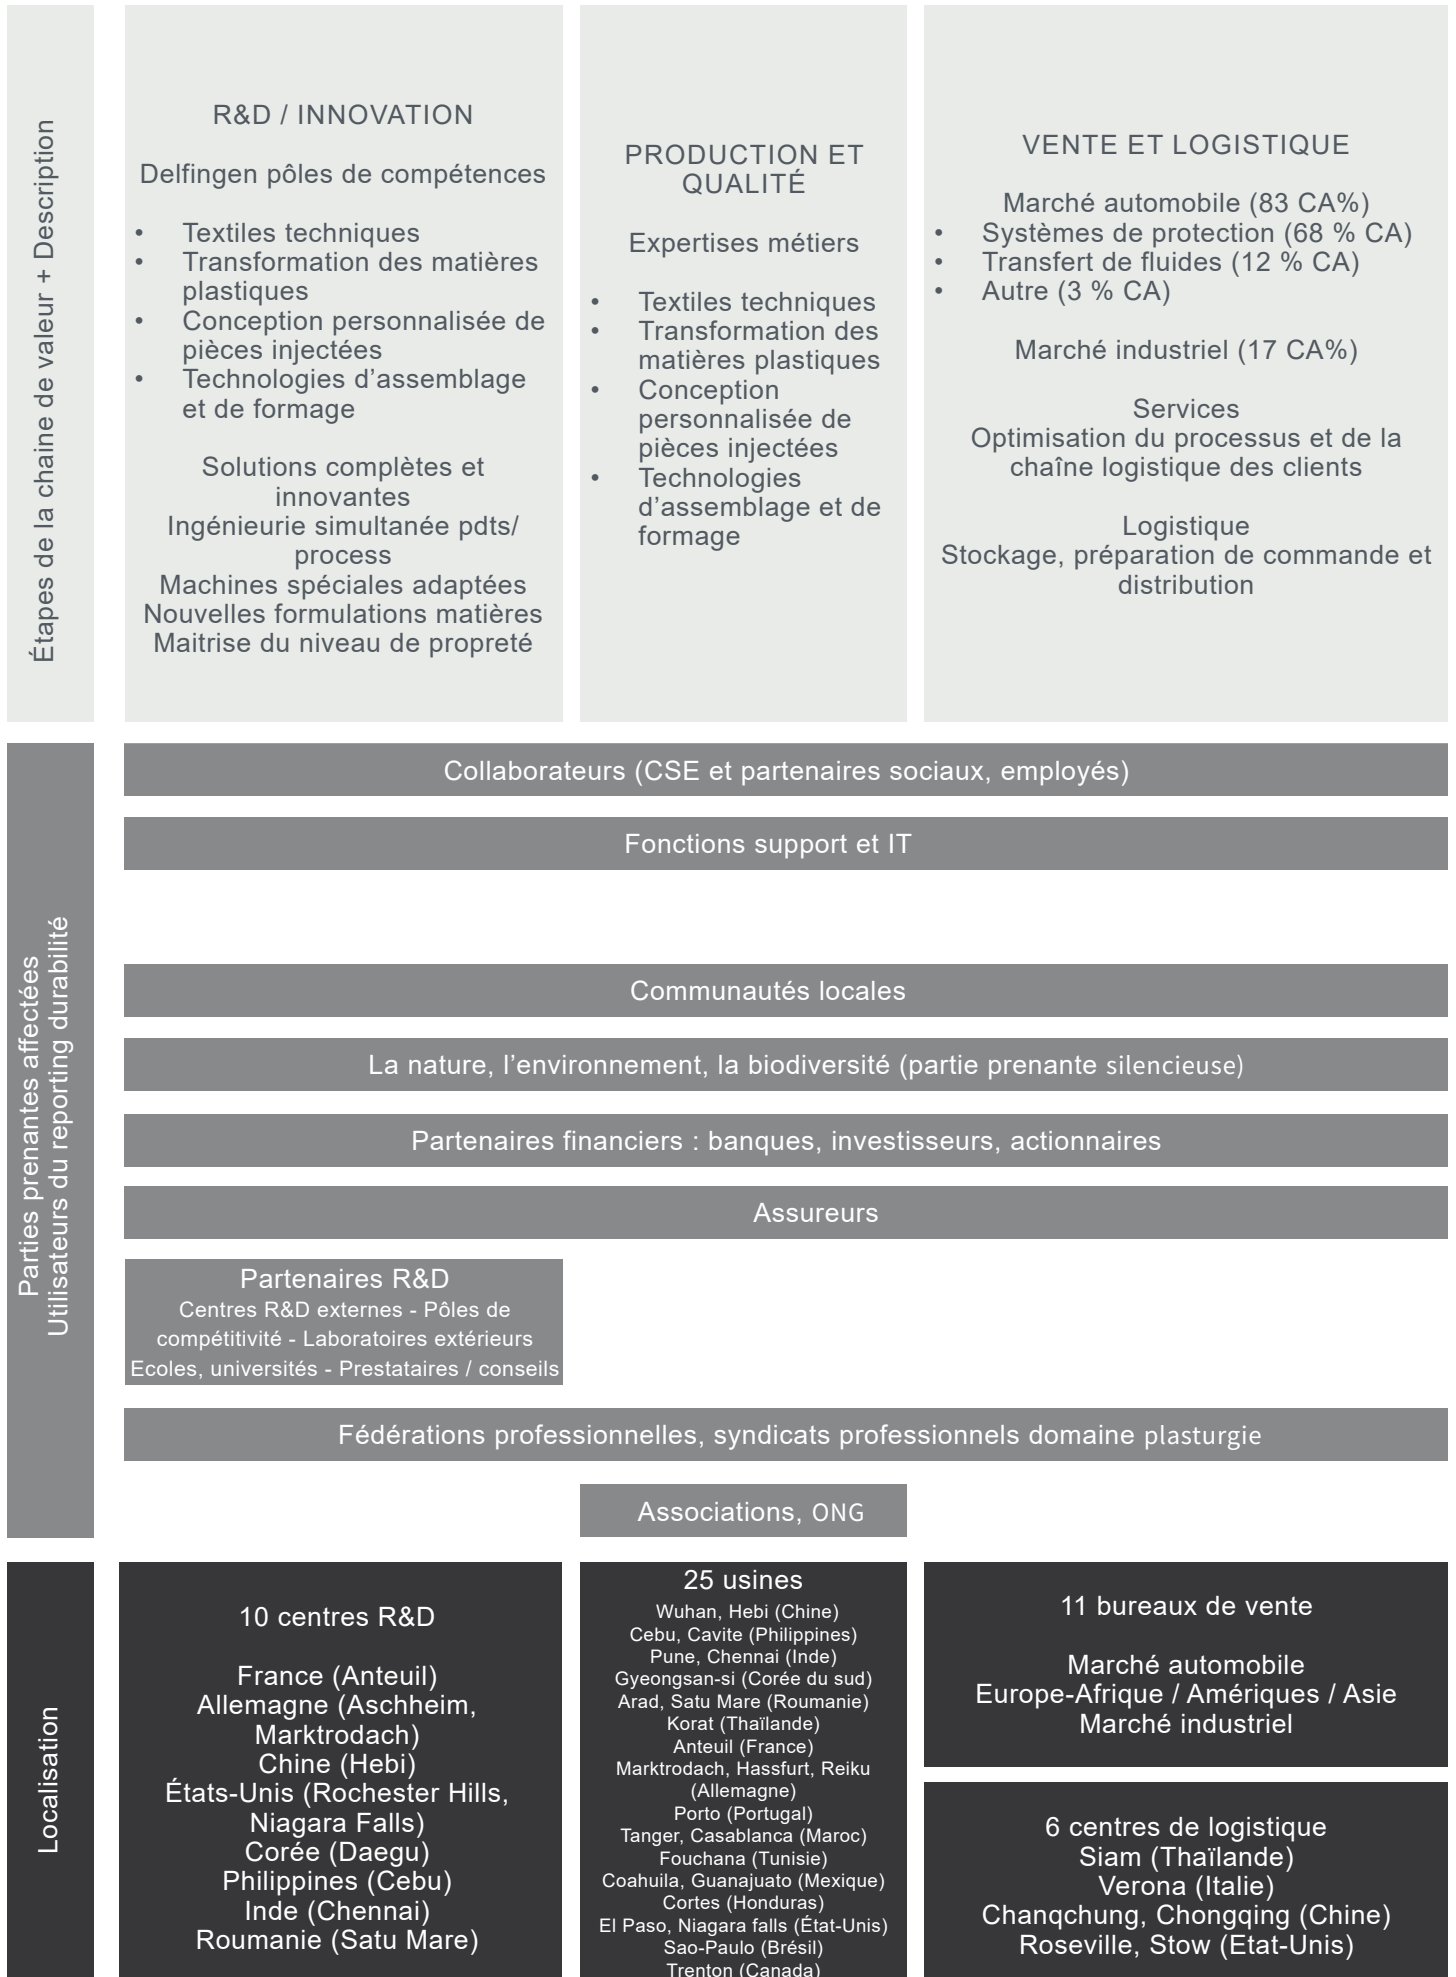 Étapes de la chaine de valeur + Description
R&D / INNOVATION
Delfingen pôles de compétences
• Textiles techniques
• Transformation des matières
plastiques
• Conception personnalisée de
pièces injectées
• Technologies d’assemblage
et de formage
Solutions complètes et
innovantes
Ingénieurie simultanée pdts/
process
Machines spéciales adaptées
Nouvelles formulations matières
Maitrise du niveau de propreté
PRODUCTION ET
QUALITÉ
Expertises métiers
• Textiles techniques
• Transformation des
matières plastiques
• Conception
personnalisée de
pièces injectées
• Technologies
d’assemblage et de
formage
VENTE ET LOGISTIQUE
Marché automobile (83 CA%)
• Systèmes de protection (68 % CA)
• Transfert de fluides (12 % CA)
• Autre (3 % CA)
Marché industriel (17 CA%)
Services
Optimisation du processus et de la
chaîne logistique des clients
Logistique
Stockage, préparation de commande et
distribution
Parties prenantes affectées
Utilisateurs du reporting durabilité
Collaborateurs (CSE et partenaires sociaux, employés)
Fonctions support et IT
Communautés locales
La nature, l’environnement, la biodiversité (partie prenante silencieuse)
Partenaires financiers : banques, investisseurs, actionnaires
Assureurs
Partenaires R&D
Centres R&D externes - Pôles de
compétitivité - Laboratoires extérieurs
Ecoles, universités - Prestataires / conseils
Fédérations professionnelles, syndicats professionnels domaine plasturgie
Associations, ONG
Localisation
10 centres R&D
France (Anteuil)
Allemagne (Aschheim,
Marktrodach)
Chine (Hebi)
États-Unis (Rochester Hills,
Niagara Falls)
Corée (Daegu)
Philippines (Cebu)
Inde (Chennai)
Roumanie (Satu Mare)
25 usines
Wuhan, Hebi (Chine)
Cebu, Cavite (Philippines)
Pune, Chennai (Inde)
Gyeongsan-si (Corée du sud)
Arad, Satu Mare (Roumanie)
Korat (Thaïlande)
Anteuil (France)
Marktrodach, Hassfurt, Reiku
(Allemagne)
Porto (Portugal)
Tanger, Casablanca (Maroc)
Fouchana (Tunisie)
Coahuila, Guanajuato (Mexique)
Cortes (Honduras)
El Paso, Niagara falls (État-Unis)
Sao-Paulo (Brésil)
Trenton (Canada)
11 bureaux de vente
Marché automobile
Europe-Afrique / Amériques / Asie
Marché industriel
6 centres de logistique
Siam (Thaïlande)
Verona (Italie)
Chanqchung, Chongqing (Chine)
Roseville, Stow (Etat-Unis)